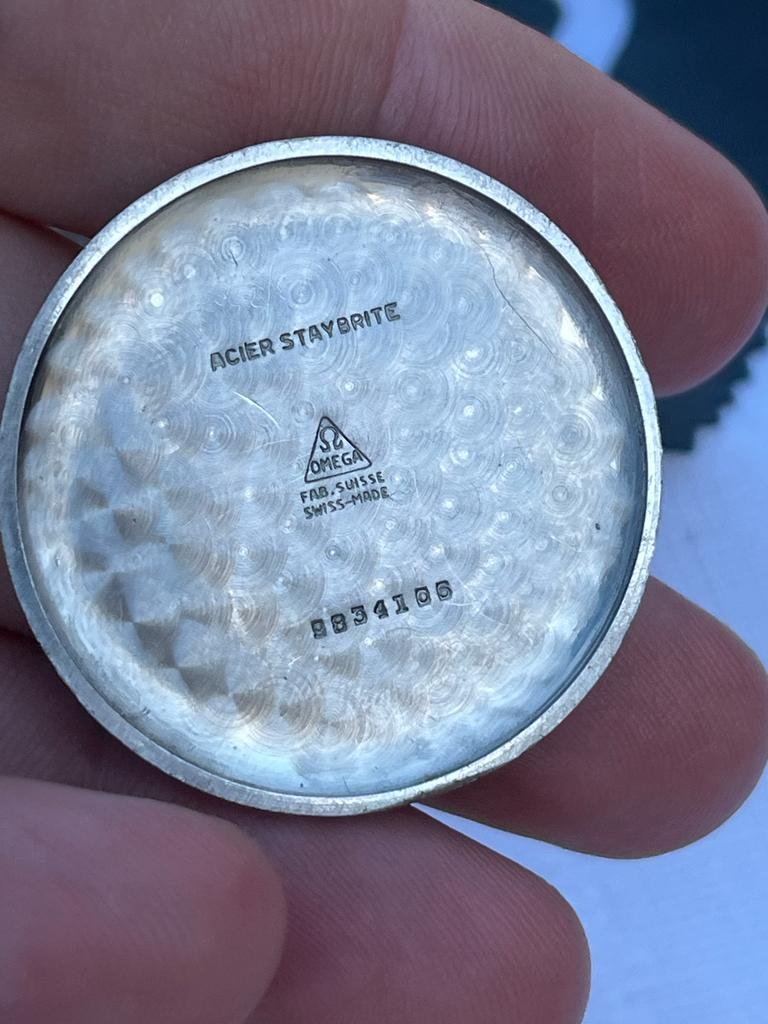 ACIER STAYBRITE
Ω
OMEGA
FAB. SUISSE
SWISS-MADE
9834106